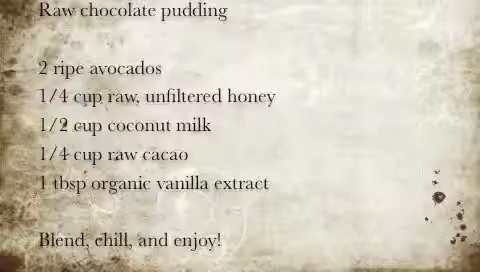 Raw chocolate pudding
2 ripe avocados
1/4 cup raw, unfiltered honey
1/2 cup coconut milk
1/4 cup raw cacao
1 tbsp organic vanilla extract
Blend, chill, and enjoy!